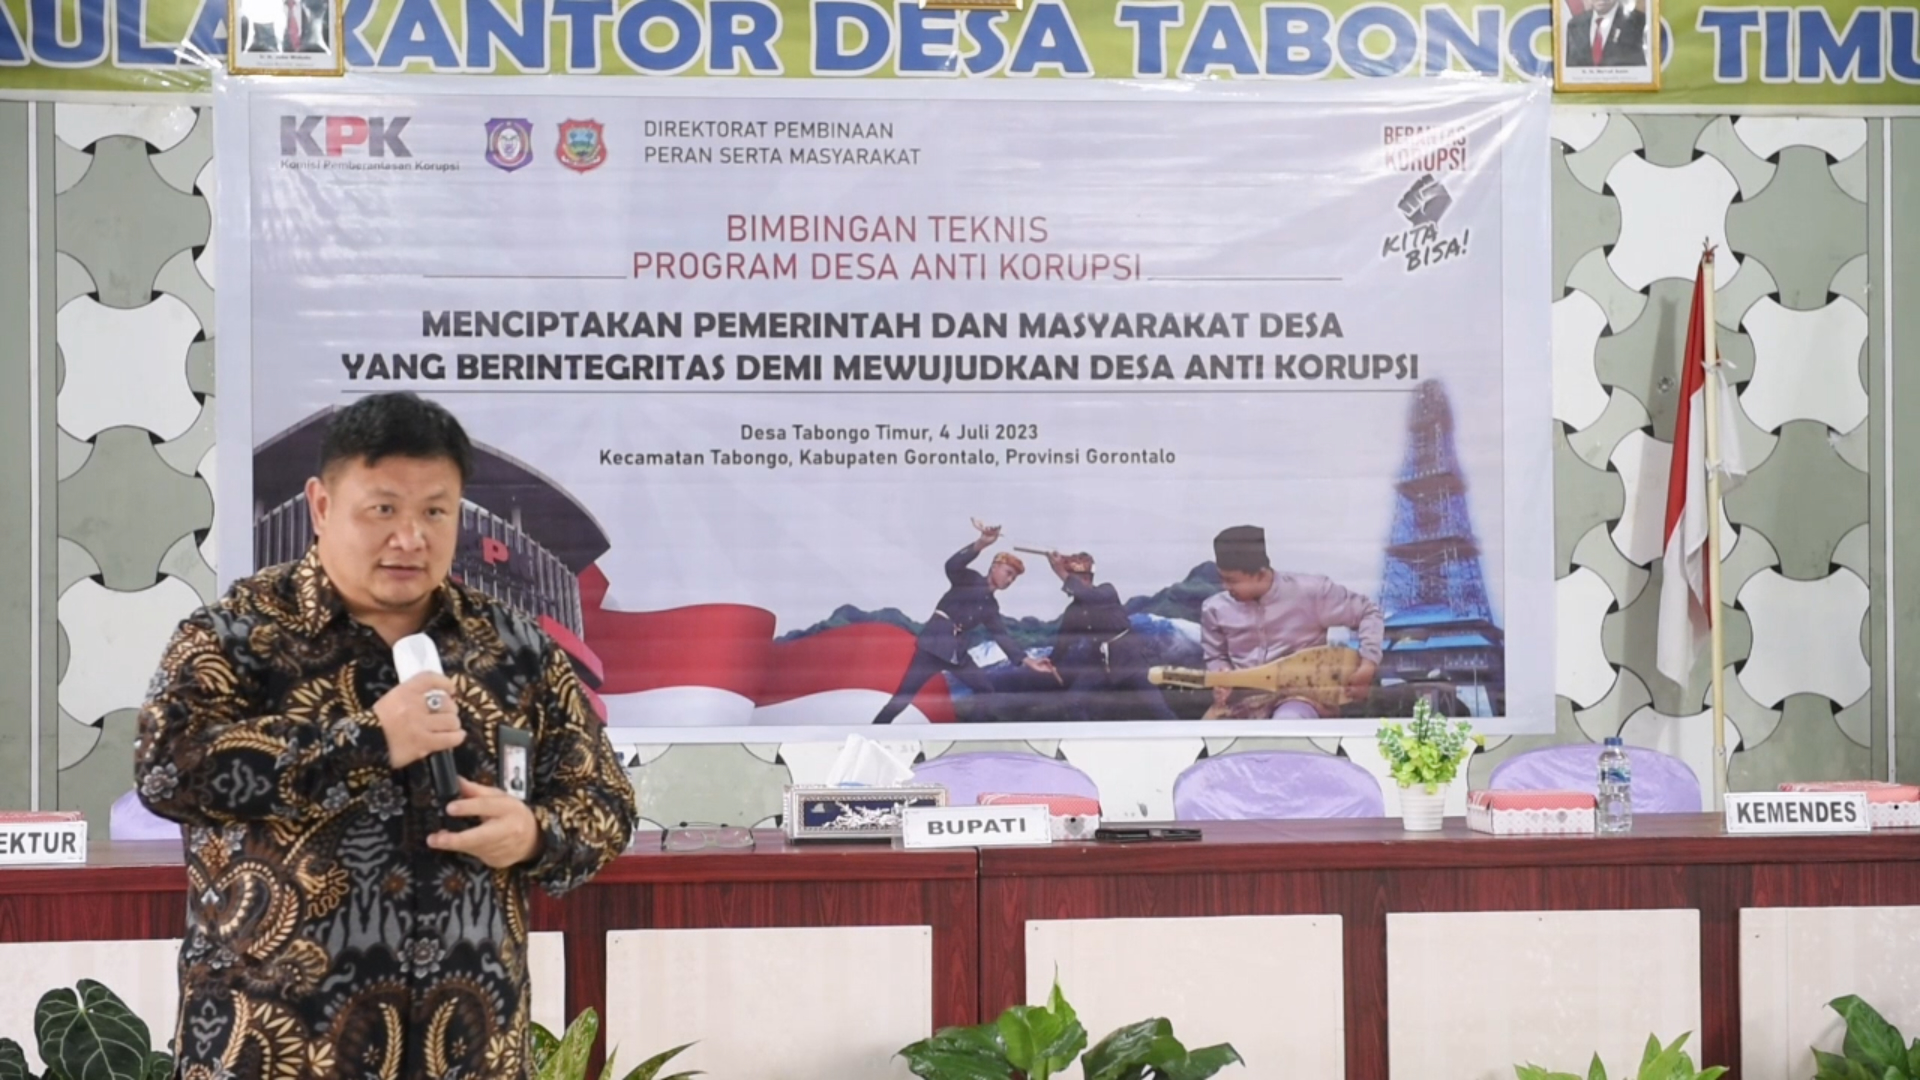 AULA KANTOR DESA TABONGO TIMU
KPK
Komisi Pemberantasan Korupsi
DIREKTORAT PEMBINAAN
PERAN SERTA MASYARAKAT
BERANTAS
KORUPSI
KITA
BISA!
BIMBINGAN TEKNIS
PROGRAM DESA ANTI KORUPSI
MENCIPTAKAN PEMERINTAH DAN MASYARAKAT DESA
YANG BERINTEGRITAS DEMI MEWUJUDKAN DESA ANTI KORUPSI
Desa Tabongo Timur, 4 Juli 2023
Kecamatan Tabongo, Kabupaten Gorontalo, Provinsi Gorontalo
P
EKTUR
BUPATI
KEMENDES